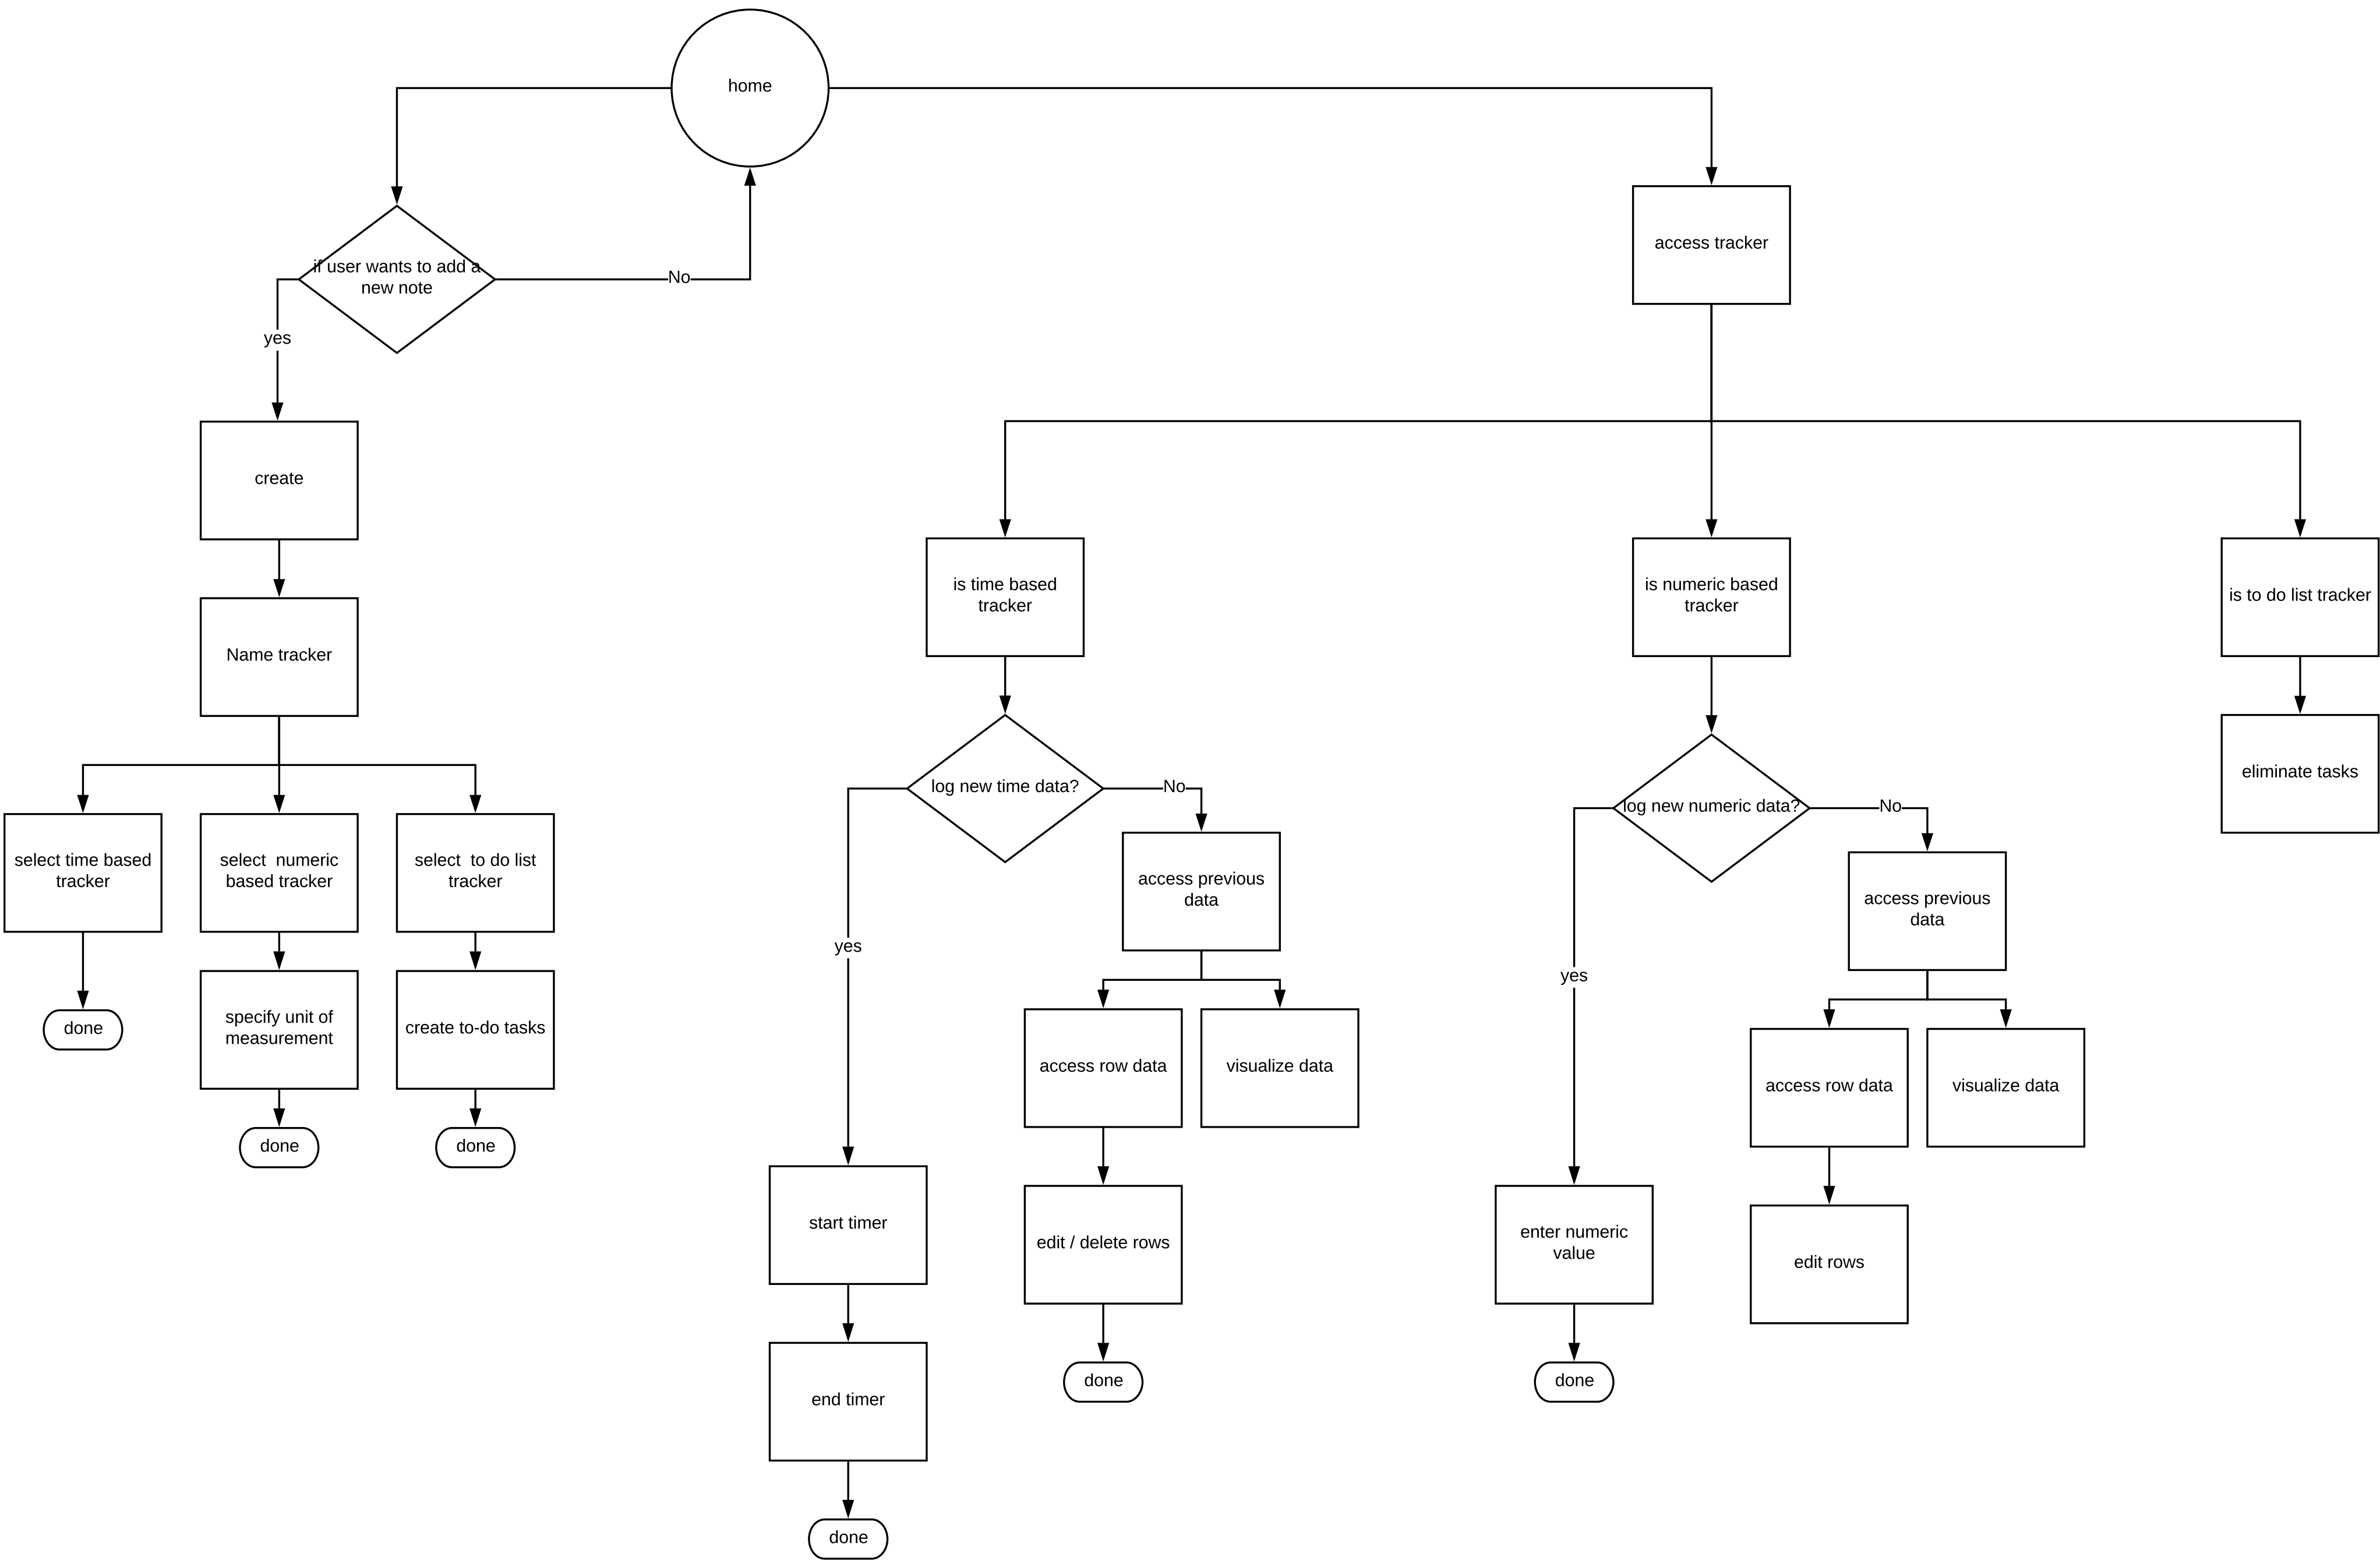 home
if user wants to add a
new note
No
yes
access tracker
create
Name tracker
is time based
tracker
is numeric based
tracker
is to do list tracker
select time based
tracker
select  numeric
based tracker
select  to do list
tracker
done
specify unit of
measurement
create to-do tasks
done
done
log new time data?
No
yes
access previous
data
access row data
visualize data
start timer
edit / delete rows
end timer
done
done
log new numeric data?
No
yes
access previous
data
access row data
visualize data
enter numeric
value
edit rows
done
eliminate tasks